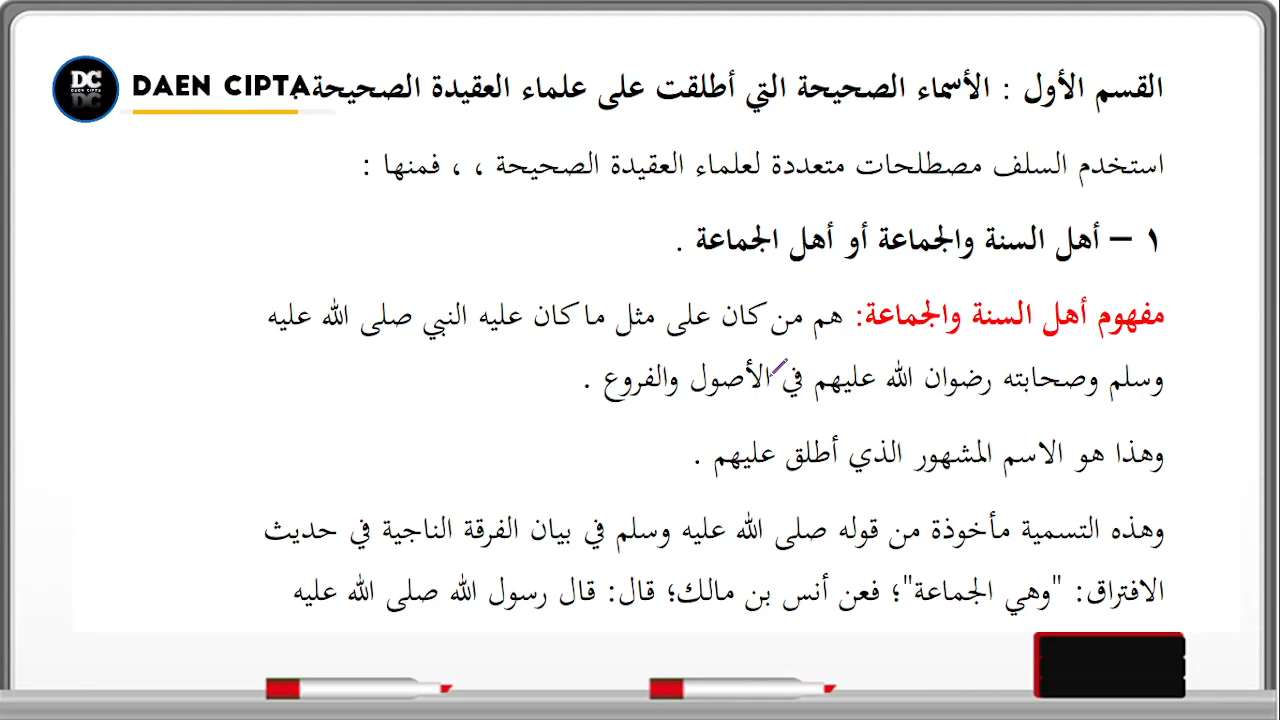 DC
DAEN CIPTA
DAEN CIPTA
القسم الأول : الأسماء الصحيحة التي أطلقت على علماء العقيدة الصحيحة .
استخدم السلف مصطلحات متعددة لعلماء العقيدة الصحيحة ، ، فمنها :
١ – أهل السنة والجماعة أو أهل الجماعة .
مفهوم أهل السنة والجماعة: هم من كان على مثل ما كان عليه النبي صلى الله عليه
وسلم وصحابته رضوان الله عليهم في الأصول والفروع .
وهذا هو الاسم المشهور الذي أطلق عليهم .
وهذه التسمية مأخوذة من قوله صلى الله عليه وسلم في بيان الفرقة الناجية في حديث
الافتراق: "وهي الجماعة"؛ فعن أنس بن مالك؛ قال: قال رسول الله صلى الله عليه